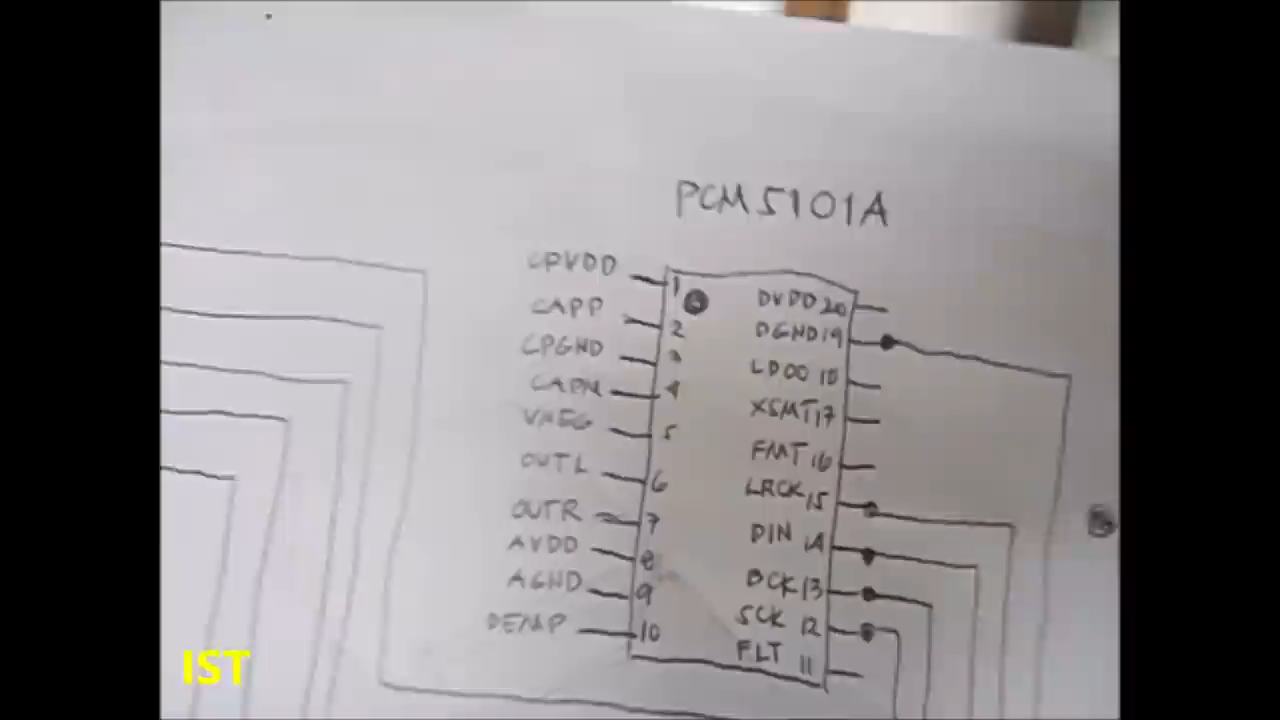 PCM5101A
CPVDD 1
CAPP 2
CPGND 3
CAPN 4
VNEG 5
OUTL 6
OUTR 7
AVDD 8
AGND 9
DEMP 10
DVDD 20
DGND 19
LDOO 18
XSMT 17
FMT 16
LRCK 15
DIN 14
BCK 13
SCK 12
FLT 11
IST